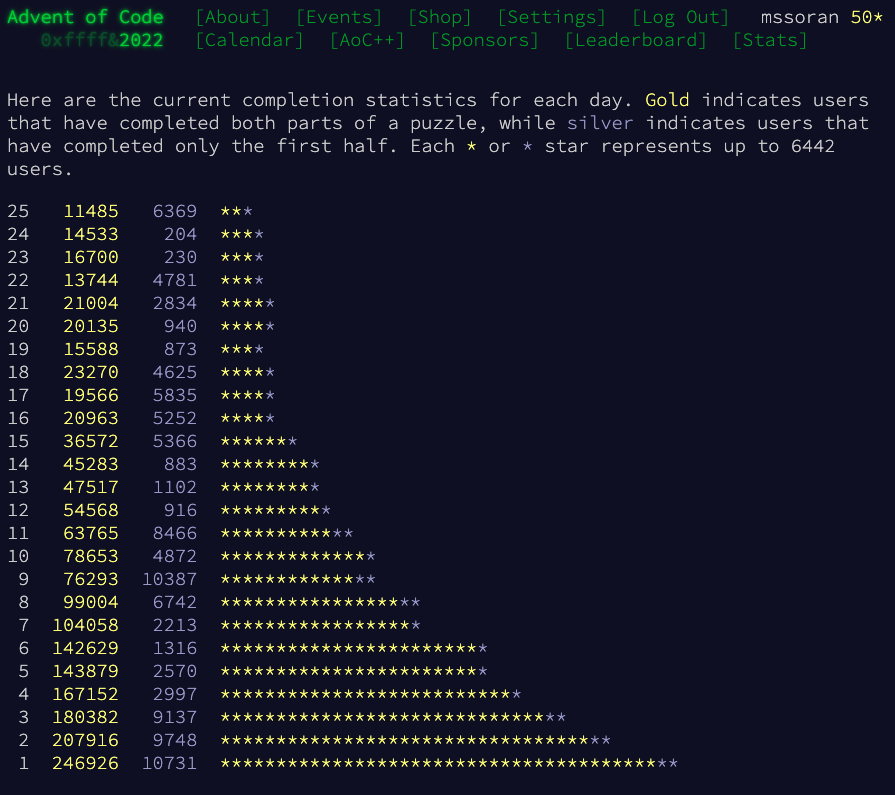 Advent of Code [About] [Events] [Shop] [Settings] [Log Out] mssoran 50*
0xffff&2022 [Calendar] [AoC++] [Sponsors] [Leaderboard] [Stats]
Here are the current completion statistics for each day. Gold indicates users
that have completed both parts of a puzzle, while silver indicates users that
have completed only the first half. Each * or * star represents up to 6442
users.
25 11485 6369 ***
24 14533 204 ****
23 16700 230 ****
22 13744 4781 ****
21 21004 2834 *****
20 20135 940 *****
19 15588 873 ****
18 23270 4625 *****
17 19566 5835 *****
16 20963 5252 *****
15 36572 5366 *******
14 45283 883 *********
13 47517 1102 *********
12 54568 916 **********
11 63765 8466 ************
10 78653 4872 **************
9 76293 10387 **************
8 99004 6742 ******************
7 104058 2213 ******************
6 142629 1316 ************************
5 143879 2570 ************************
4 167152 2997 ***************************
3 180382 9137 *******************************
2 207916 9748 ***********************************
1 246926 10731 *****************************************